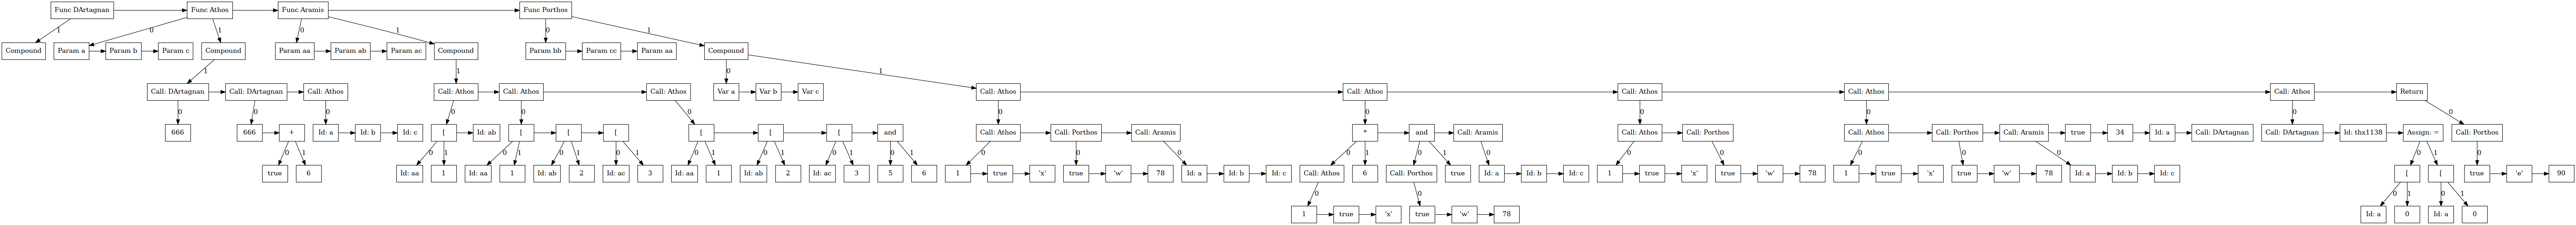 Func DArtagnan Func Athos Func Aramis Func Porthos
1 0 1 0 1 0 1
Compound Param a Param b Param c Compound Param aa Param ab Param ac Compound Param bb Param cc Param aa Compound
1 1 0 1
Call: DArtagnan Call: DArtagnan Call: Athos Call: Athos Call: Athos Call: Athos Var a Var b Var c Call: Athos Call: Athos Call: Athos Call: Athos Call: Athos Return
0 0 0 0 0 0 0 0 0 0 0 0
666 666 + Id: a Id: b Id: c [ Id: ab [ [ [ [ [ [ and Call: Athos Call: Porthos Call: Aramis * and Call: Aramis Call: Athos Call: Porthos Call: Athos Call: Porthos Call: Aramis true 34 Id: a Call: DArtagnan Call: DArtagnan Id: thx1138 Assign: = Call: Porthos
0 1 0 1 0 1 0 1 0 1 0 1 0 1 0 1 0 1 0 0 0 0 1 0 1 0 0 0 0 0 0 0 1 0
true 6 Id: aa 1 Id: aa 1 Id: ab 2 Id: ac 3 Id: aa 1 Id: ab 2 Id: ac 3 5 6 1 true 'x' true 'w' 78 Id: a Id: b Id: c Call: Athos 6 Call: Porthos true Id: a Id: b Id: c 1 true 'x' true 'w' 78 1 true 'x' true 'w' 78 Id: a Id: b Id: c [ [ true 'e' 90
0 0 0 1 0 1
1 true 'x' true 'w' 78 Id: a 0 Id: a 0